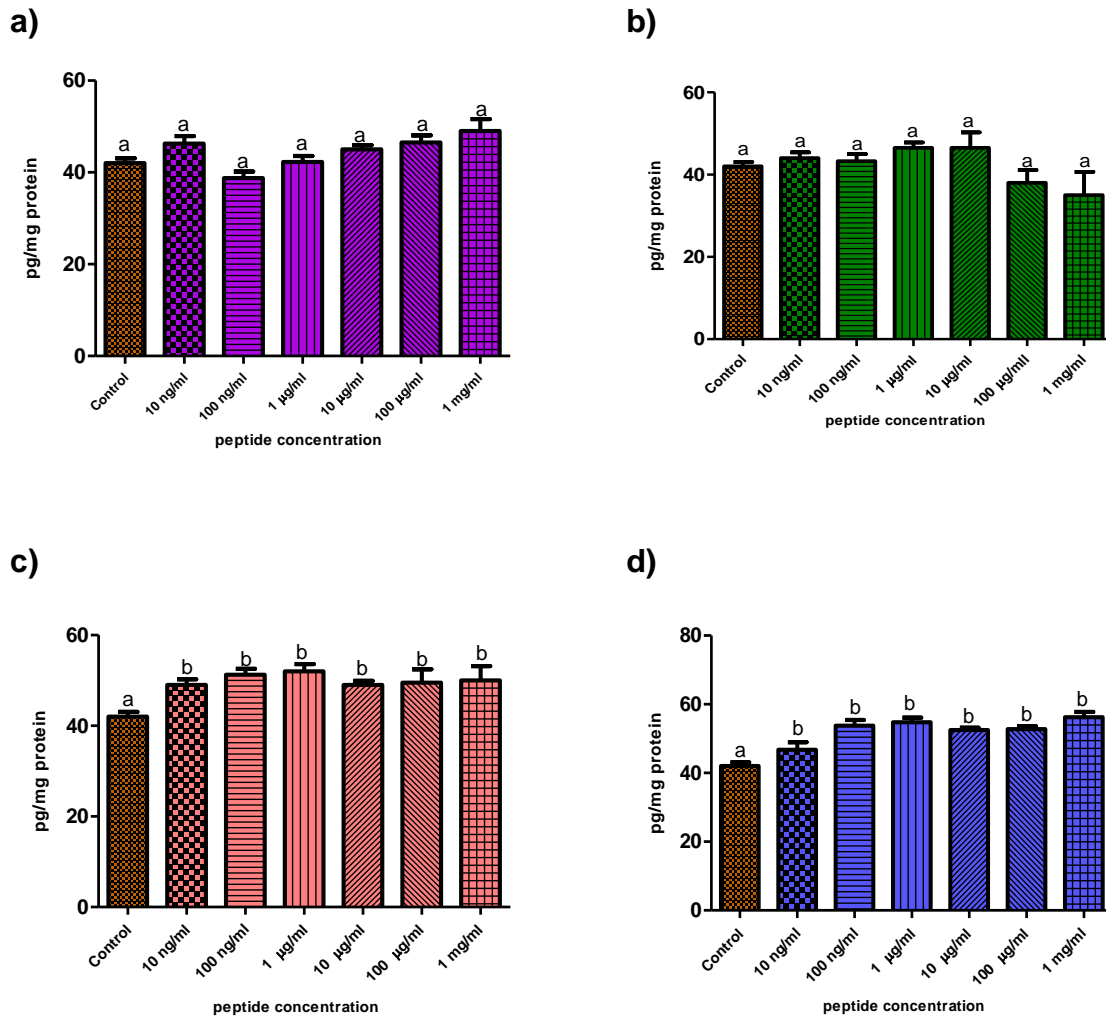 a)
60
40
20
0
pg/mg protein
a a a a a a a
Control 10 ng/ml 100 ng/ml 1 µg/ml 10 µg/ml 100 µg/ml 1 mg/ml
peptide concentration
b)
60
40
20
0
pg/mg protein
a a a a a a a
Control 10 ng/ml 100 ng/ml 1 µg/ml 10 µg/ml 100 µg/mll 1 mg/ml
peptide concentration
c)
60
40
20
0
pg/mg protein
a b b b b b b
Control 10 ng/ml 100 ng/ml 1 µg/ml 10 µg/ml 100 µg/ml 1 mg/ml
peptide concentration
d)
80
60
40
20
0
pg/mg protein
a b b b b b b
Control 10 ng/ml 100 ng/ml 1 µg/ml 10 µg/ml 100 µg/ml 1 mg/ml
peptide concentration